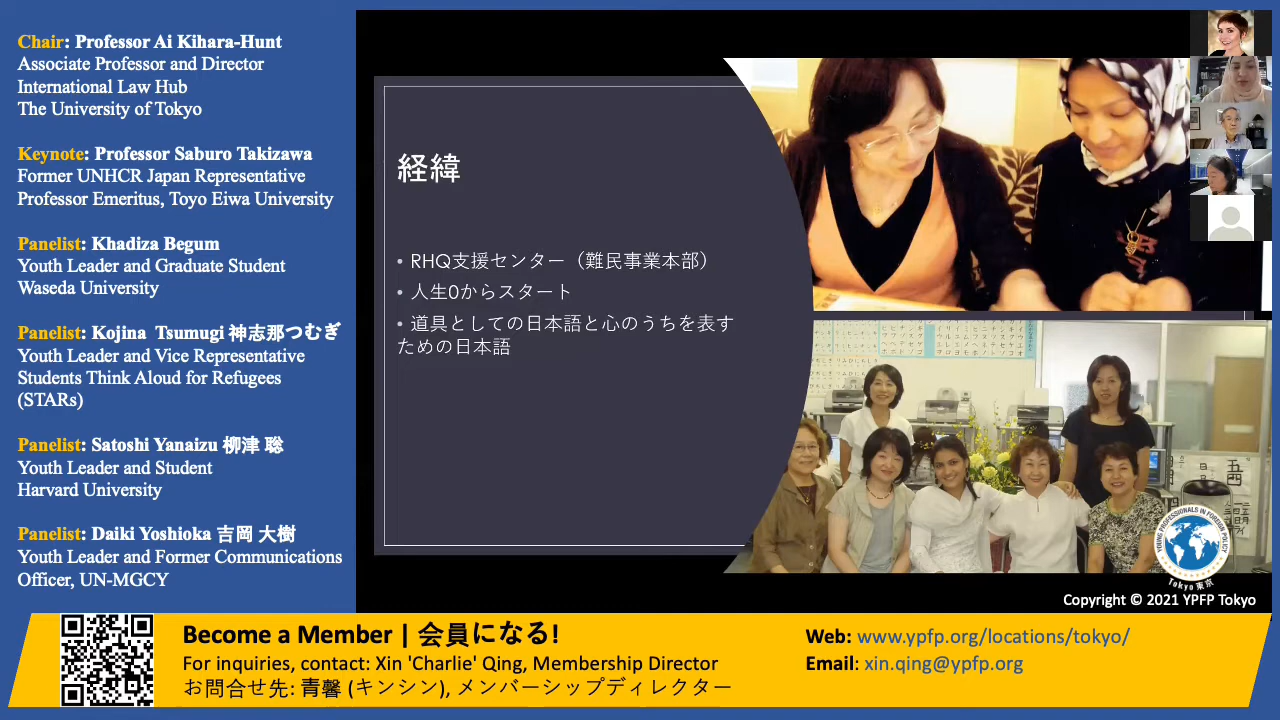 Chair: Professor Ai Kihara-Hunt
Associate Professor and Director
International Law Hub
The University of Tokyo
Keynote: Professor Saburo Takizawa
Former UNHCR Japan Representative
Professor Emeritus, Toyo Eiwa University
Panelist: Khadiza Begum
Youth Leader and Graduate Student
Waseda University
Panelist: Kojina Tsumugi 神志那つむぎ
Youth Leader and Vice Representative
Students Think Aloud for Refugees
(STARs)
Panelist: Satoshi Yanaizu 柳津 聡
Youth Leader and Student
Harvard University
Panelist: Daiki Yoshioka 吉岡 大樹
Youth Leader and Former Communications
Officer, UN-MGCY
経緯
• RHQ支援センター（難民事業本部）
• 人生0からスタート
• 道具としての日本語と心のうちを表す
ための日本語
YOUNG PROFESSIONALS IN FOREIGN POLICY
Tokyo 東京
Copyright © 2021 YPFP Tokyo
Become a Member | 会員になる!
For inquiries, contact: Xin 'Charlie' Qing, Membership Director
お問合せ先: 青馨 (キンシン), メンバーシップディレクター
Web: www.ypfp.org/locations/tokyo/
Email: xin.qing@ypfp.org